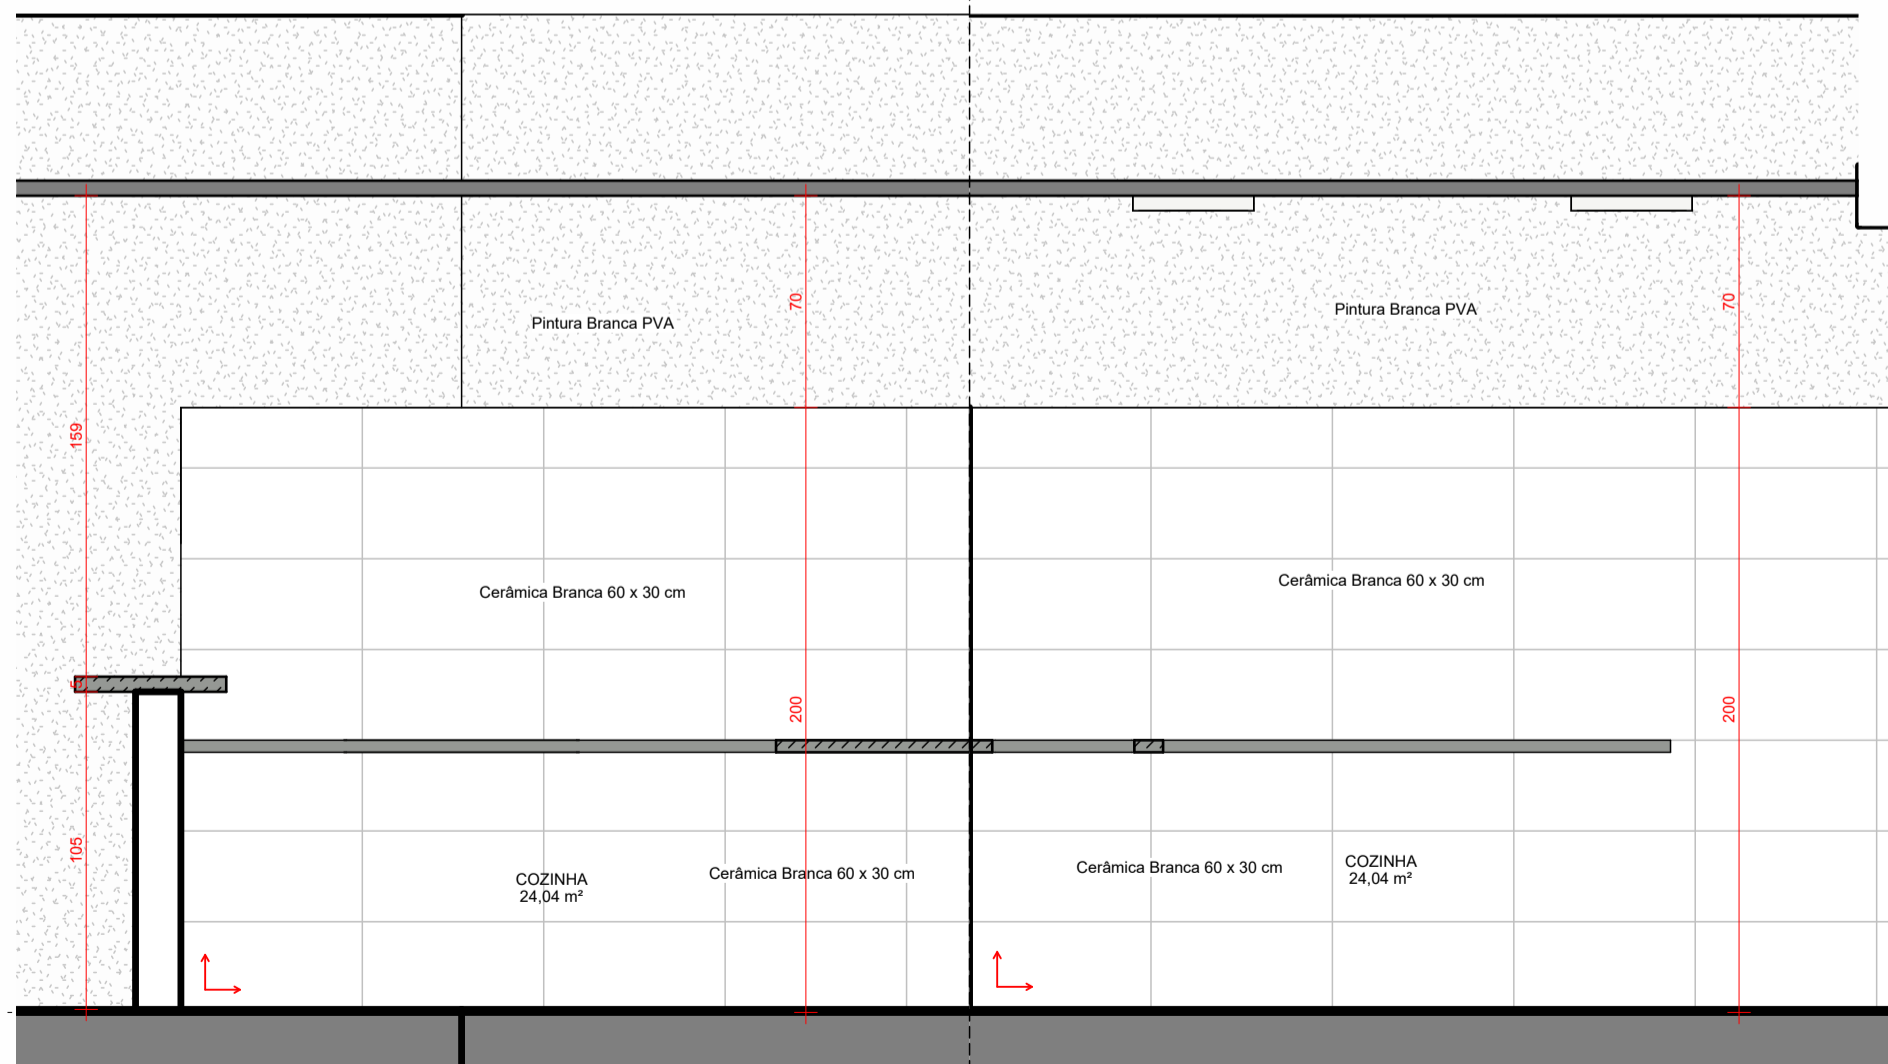 70
70
Pintura Branca PVA
Pintura Branca PVA
159
Cerâmica Branca 60 x 30 cm
Cerâmica Branca 60 x 30 cm
5
200
200
105
COZINHA
24,04 m²
Cerâmica Branca 60 x 30 cm
Cerâmica Branca 60 x 30 cm
COZINHA
24,04 m²